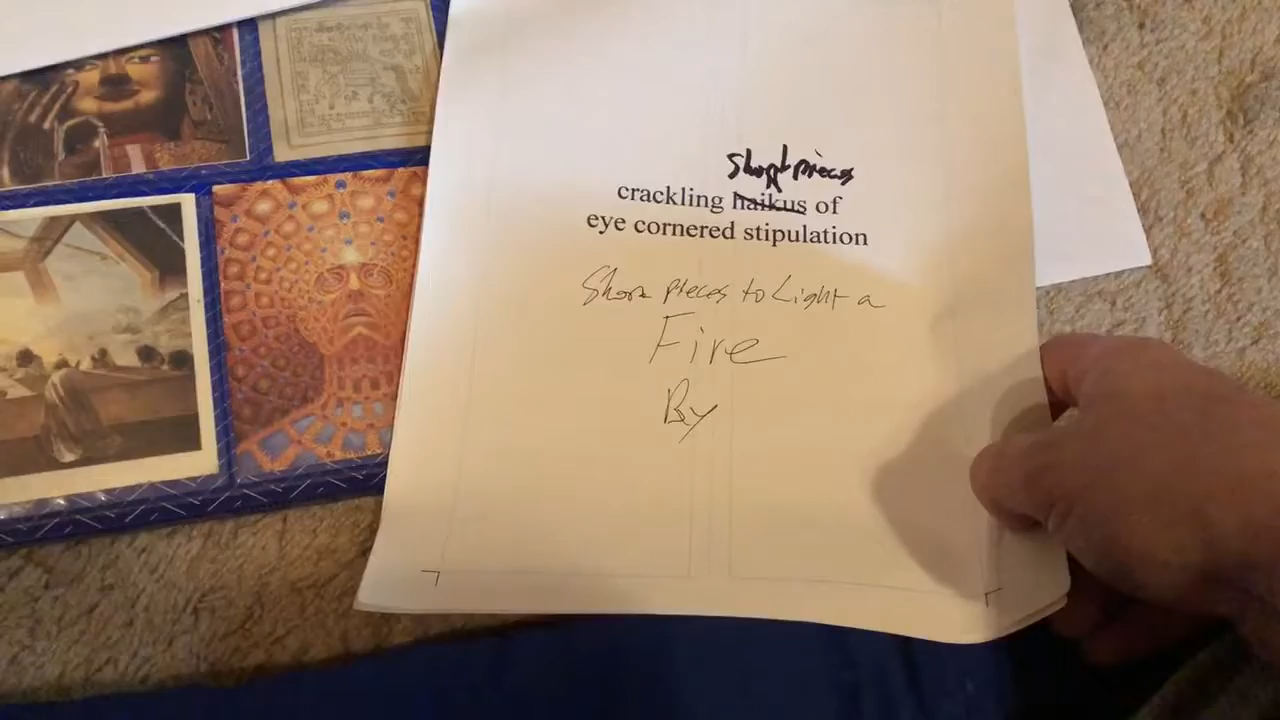 Short pieces
crackling haikus of
eye cornered stipulation
Short pieces to Light a
Fire
By